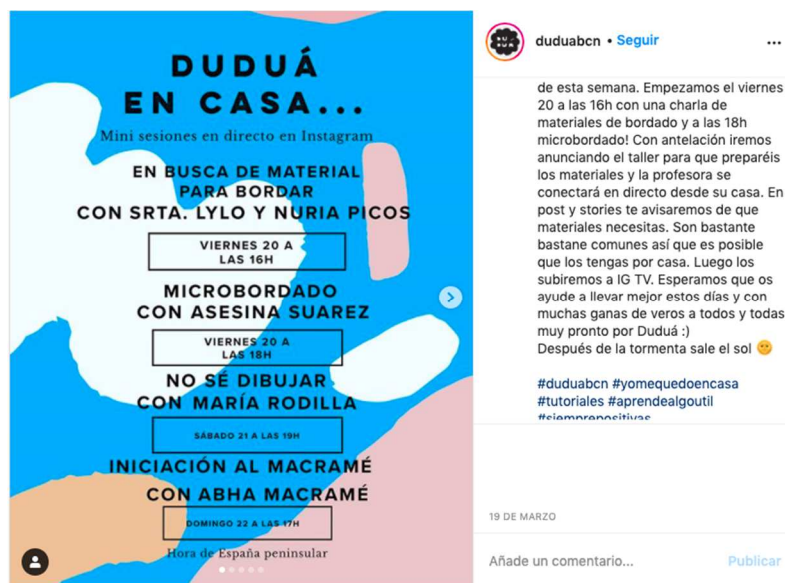 DUDUÁ
EN CASA...
Mini sesiones en directo en Instagram
EN BUSCA DE MATERIAL
PARA BORDAR
CON SRTA. LYLO Y NURIA PICOS
VIERNES 20 A
LAS 16H
MICROBORDADO
CON ASESINA SUAREZ
VIERNES 20 A
LAS 18H
NO SÉ DIBUJAR
CON MARÍA RODILLA
SÁBADO 21 A LAS 19H
INICIACIÓN AL MACRAMÉ
CON ABHA MACRAMÉ
DOMINGO 22 A LAS 17H
Hora de España peninsular
duduabcn • Seguir
de esta semana. Empezamos el viernes
20 a las 16h con una charla de
materiales de bordado y a las 18h
microbordado! Con antelación iremos
anunciando el taller para que preparéis
los materiales y la profesora se
conectará en directo desde su casa. En
post y stories te avisaremos de que
materiales necesitas. Son bastante
bastane comunes así que es posible
que los tengas por casa. Luego los
subiremos a IG TV. Esperamos que os
ayude a llevar mejor estos días y con
muchas ganas de veros a todos y todas
muy pronto por Duduá :)
Después de la tormenta sale el sol 🌝
#duduabcn #yomequedoencasa
#tutoriales #aprendealgoutil
#siemprepositivas
19 DE MARZO
Añade un comentario...
Publicar